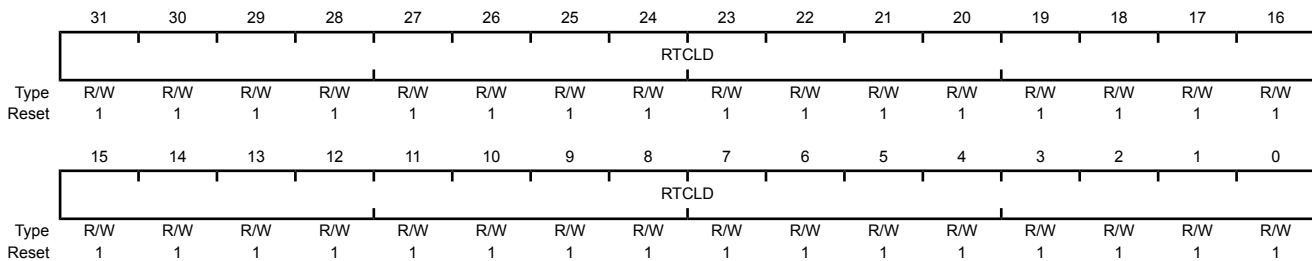 31 30 29 28 27 26 25 24 23 22 21 20 19 18 17 16
RTCLD
Type R/W R/W R/W R/W R/W R/W R/W R/W R/W R/W R/W R/W R/W R/W R/W R/W
Reset 1 1 1 1 1 1 1 1 1 1 1 1 1 1 1 1
15 14 13 12 11 10 9 8 7 6 5 4 3 2 1 0
RTCLD
Type R/W R/W R/W R/W R/W R/W R/W R/W R/W R/W R/W R/W R/W R/W R/W R/W
Reset 1 1 1 1 1 1 1 1 1 1 1 1 1 1 1 1